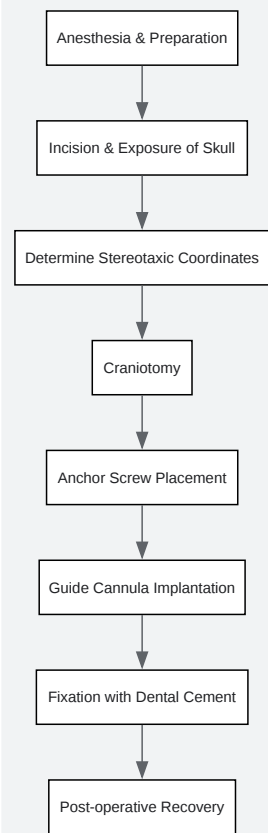 Anesthesia & Preparation
Incision & Exposure of Skull
Determine Stereotaxic Coordinates
Craniotomy
Anchor Screw Placement
Guide Cannula Implantation
Fixation with Dental Cement
Post-operative Recovery